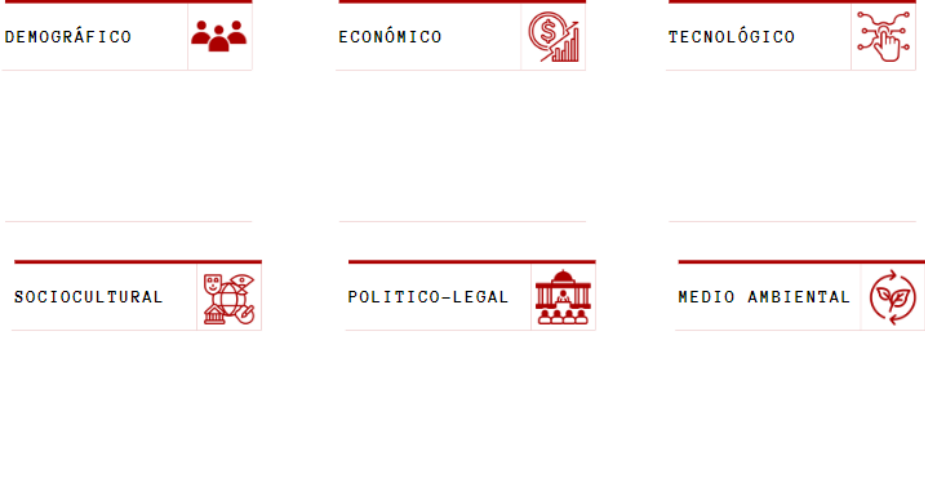 DEMOGRÁFICO
ECONÓMICO
TECNOLÓGICO
SOCIOCULTURAL
POLITICO-LEGAL
MEDIO AMBIENTAL